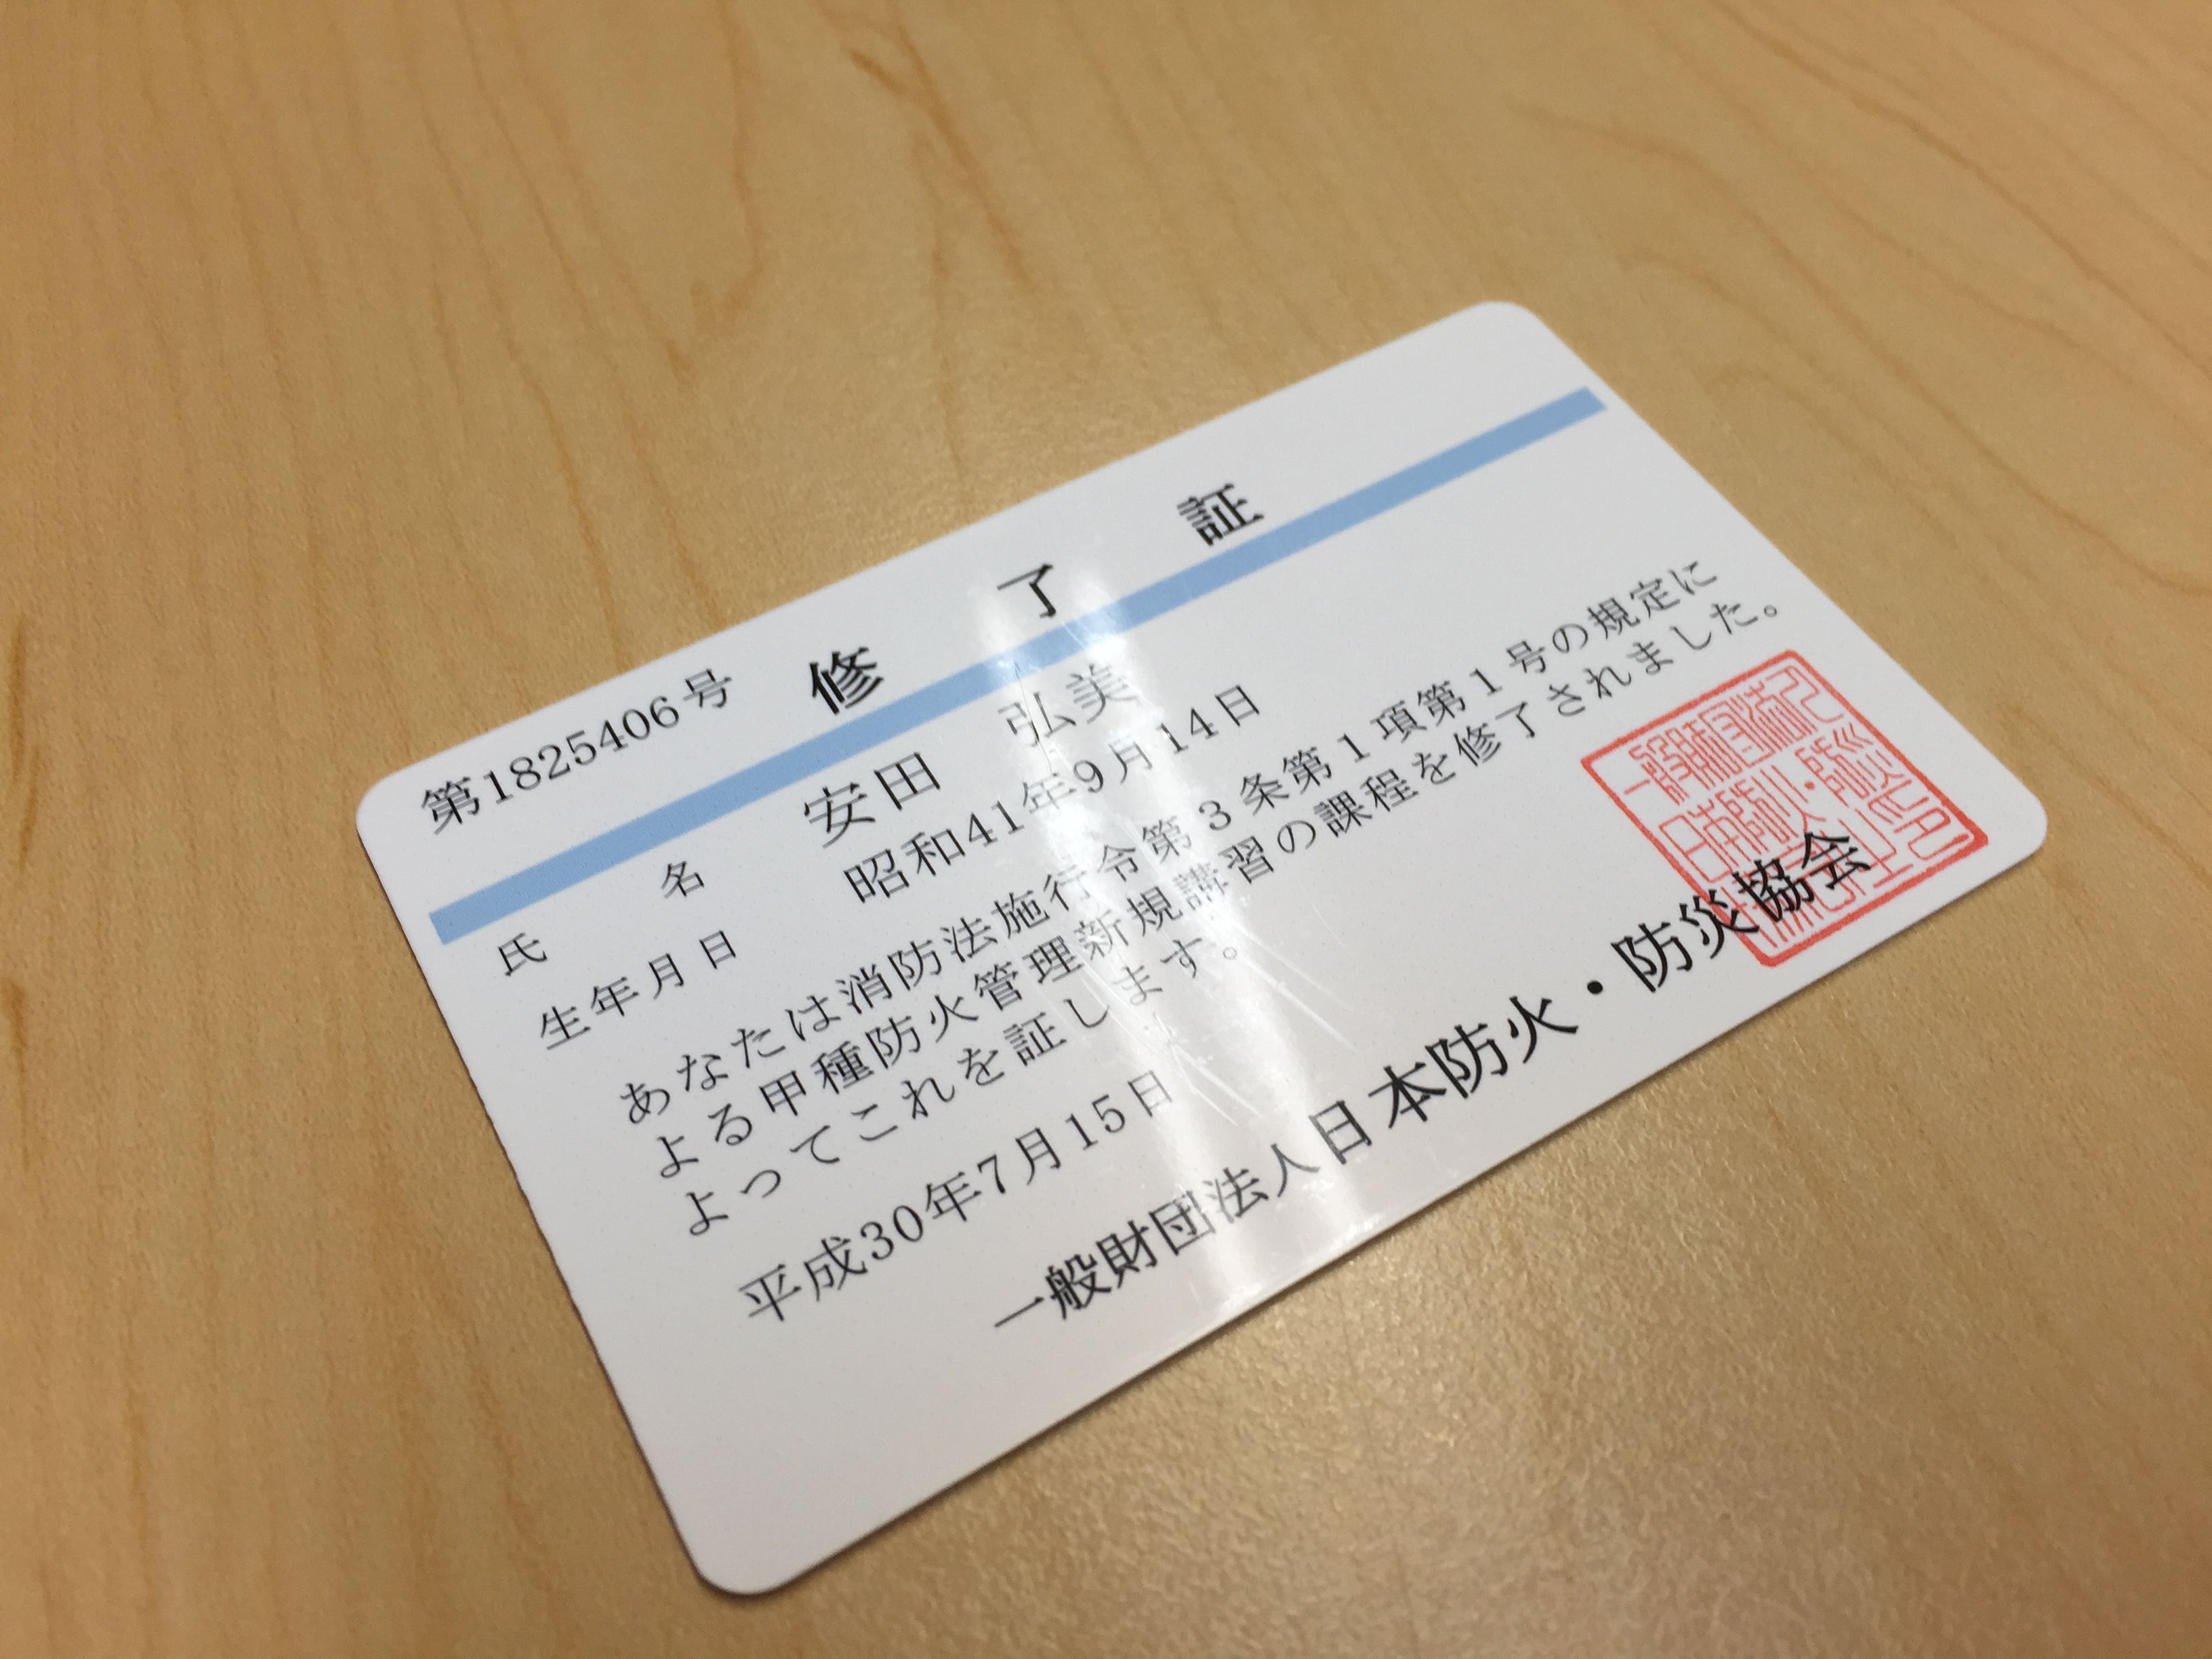 第1825406号
修了証
氏名 安田 弘美
生年月日 昭和41年9月14日
あなたは消防法施行令第3条第1項第1号の規定に
よる甲種防火管理新規講習の課程を修了されました。
よってこれを証します。
平成30年7月15日
一般財団法人日本防火・防災協会